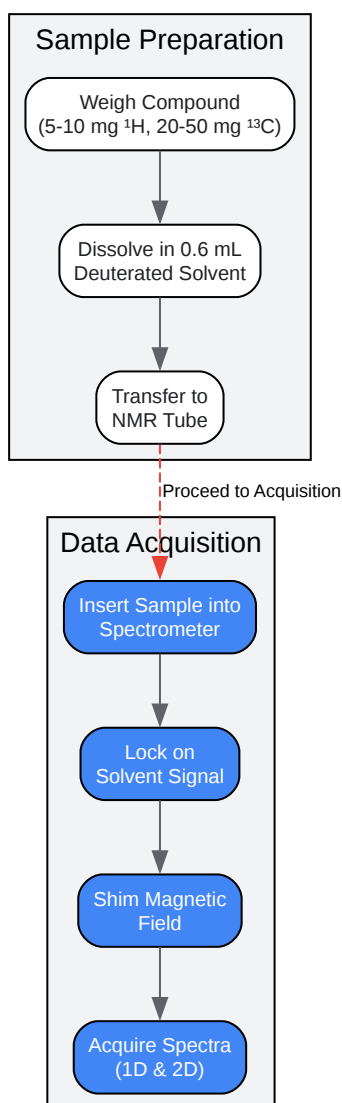 Sample Preparation
Weigh Compound
(5-10 mg ¹H, 20-50 mg ¹³C)
Dissolve in 0.6 mL
Deuterated Solvent
Transfer to
NMR Tube
Proceed to Acquisition
Data Acquisition
Insert Sample into
Spectrometer
Lock on
Solvent Signal
Shim Magnetic
Field
Acquire Spectra
(1D & 2D)